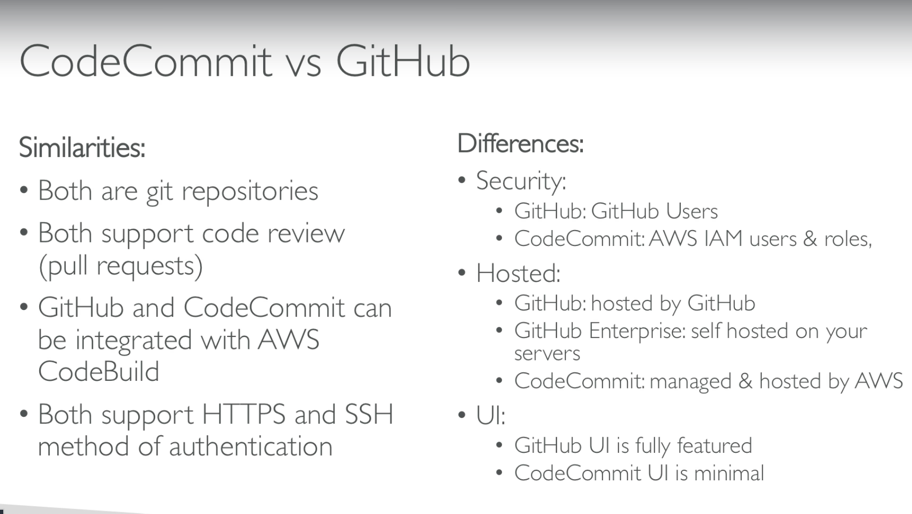 CodeCommit vs GitHub
Similarities:
• Both are git repositories
• Both support code review
(pull requests)
• GitHub and CodeCommit can
be integrated with AWS
CodeBuild
• Both support HTTPS and SSH
method of authentication
Differences:
• Security:
• GitHub: GitHub Users
• CodeCommit: AWS IAM users & roles,
• Hosted:
• GitHub: hosted by GitHub
• GitHub Enterprise: self hosted on your
servers
• CodeCommit: managed & hosted by AWS
• UI:
• GitHub UI is fully featured
• CodeCommit UI is minimal